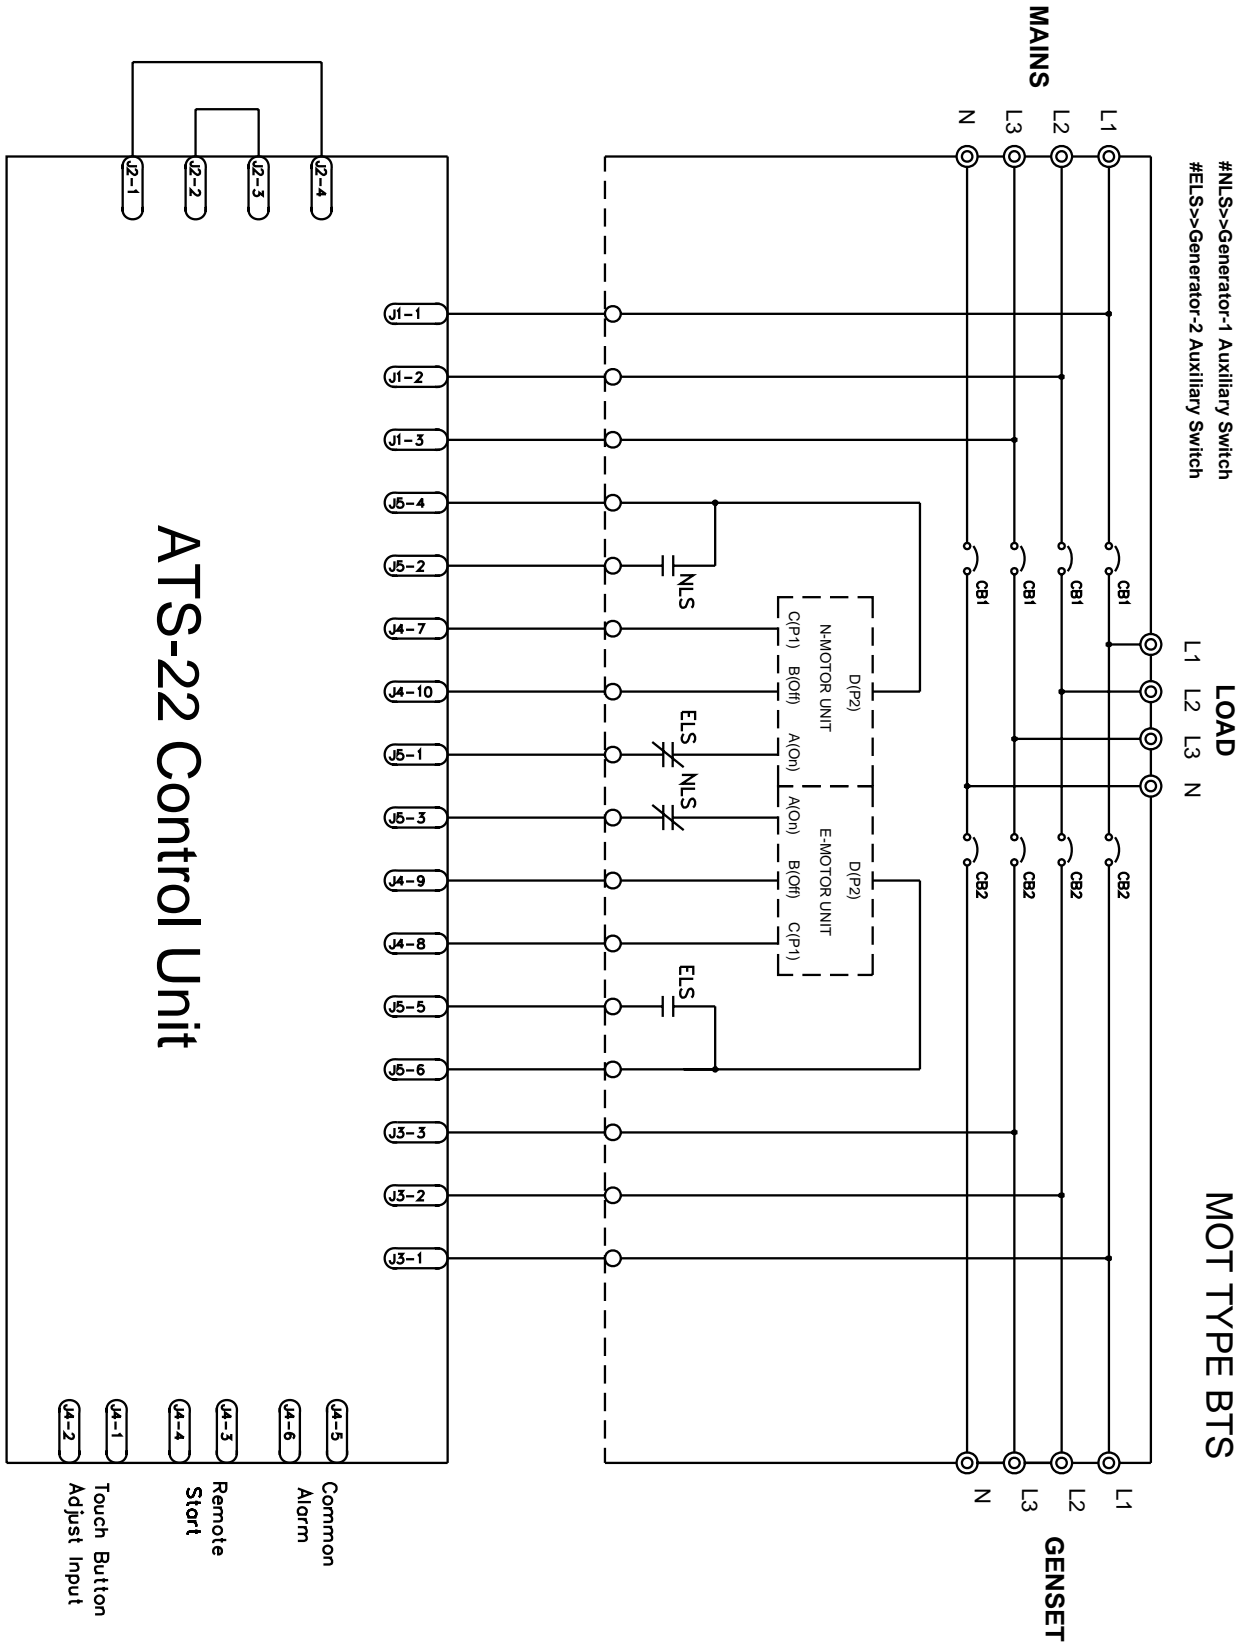 MOT TYPE BTS
#NLS>>Generator-1 Auxiliary Switch
#ELS>>Generator-2 Auxiliary Switch
LOAD
L1
L2
L3
N
MAINS
L1
L2
L3
N
GENSET
L1
L2
L3
N
CB1
CB1
CB1
CB1
CB2
CB2
CB2
CB2
D(P2)
N-MOTOR UNIT
C(P1)
B(Off)
A(On)
D(P2)
E-MOTOR UNIT
A(On)
B(Off)
C(P1)
NLS
ELS
NLS
ELS
J1-1
J1-2
J1-3
J5-4
J5-2
J4-7
J4-10
J5-1
J5-3
J4-9
J4-8
J5-5
J5-6
J3-3
J3-2
J3-1
J2-4
J2-3
J2-2
J2-1
ATS-22 Control Unit
J4-5
J4-6
Common
Alarm
J4-3
J4-4
Remote
Start
J4-1
J4-2
Touch Button
Adjust Input